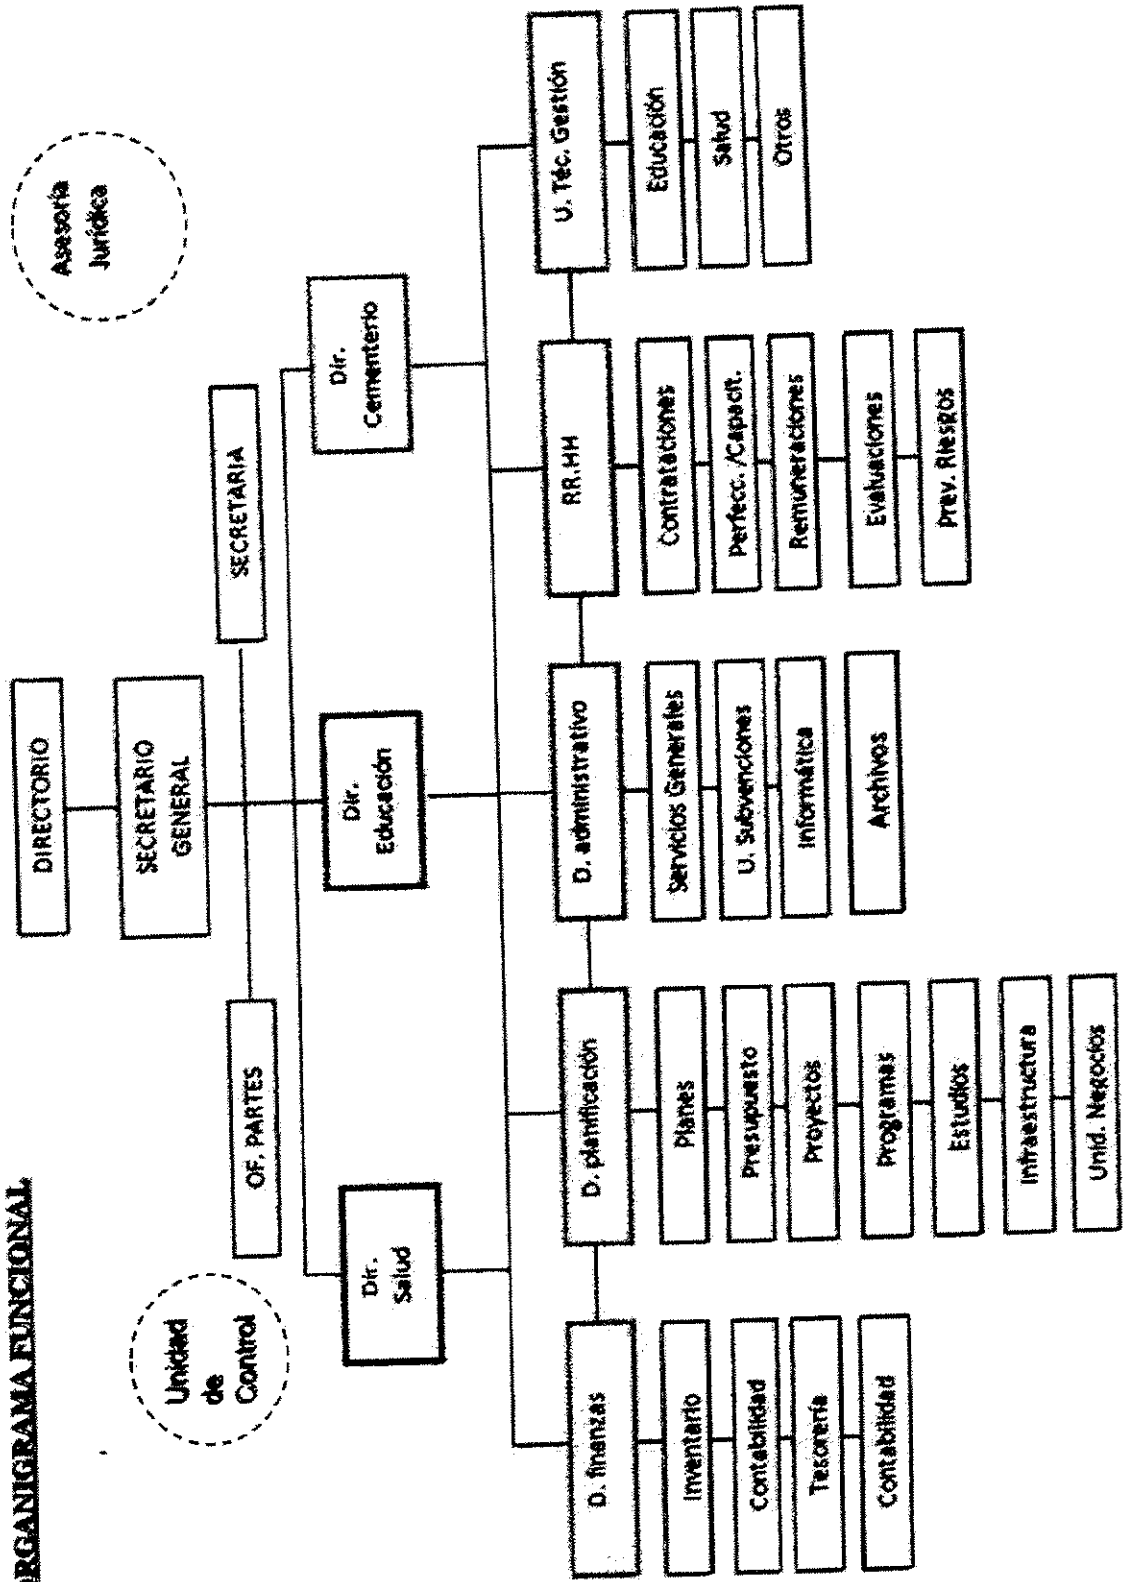 ORGANIGRAMA FUNCIONAL
Asesoría
Jurídica
Unidad
de
Control
DIRECTORIO
SECRETARIO
GENERAL
OF. PARTES
SECRETARIA
Dir.
Salud
Dir.
Educación
Dir.
Cementerio
D. finanzas
Inventario
Contabilidad
Tesorería
Contabilidad
D. planificación
Planes
Presupuesto
Proyectos
Programas
Estudios
Infraestructura
Unid. Negocios
D. administrativo
Servicios Generales
U. Subvenciones
Informática
Archivos
RR.HH
Contrataciones
Perfecc. /Capacit.
Remuneraciones
Evaluaciones
Prev. Riesgos
U. Téc. Gestión
Educación
Salud
Otros